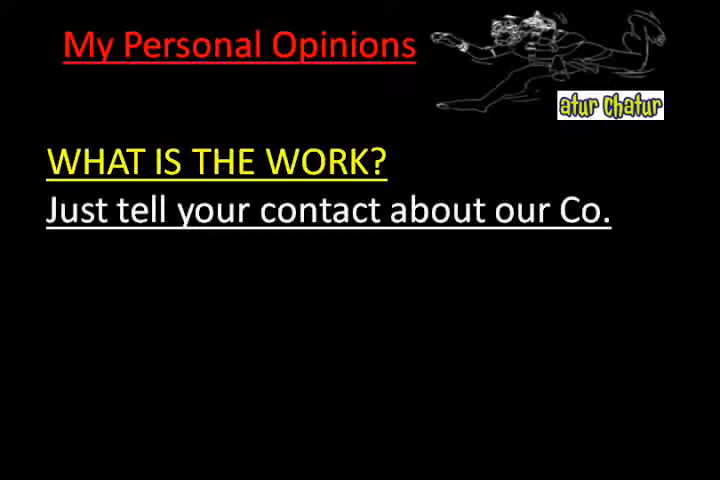 My Personal Opinions
atur Chatur
WHAT IS THE WORK?
Just tell your contact about our Co.